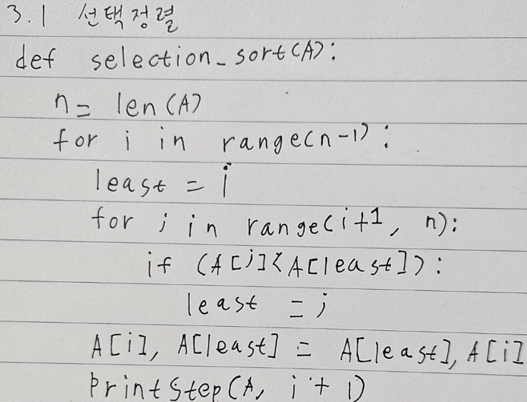 3.1 선택정렬
def selection_sort(A):
n = len(A)
for i in range(n-1):
least = i
for j in range(i+1, n):
if (A[j]<A[least]):
least = j
A[i], A[least] = A[least], A[i]
printStep(A, i+1)